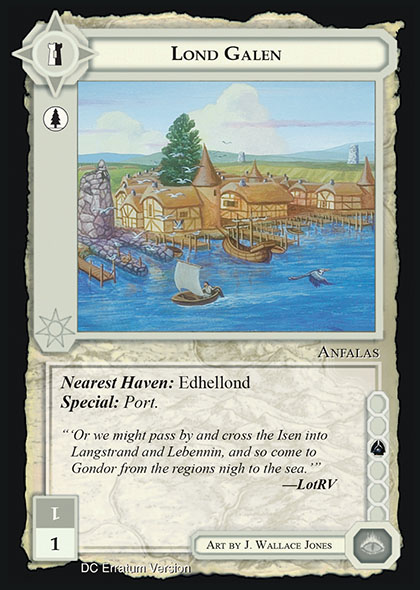 Lond Galen
Anfalas
Nearest Haven: Edhellond
Special: Port.
“‘Or we might pass by and cross the Isen into
Langstrand and Lebennin, and so come to
Gondor from the regions nigh to the sea.’”
—LotRV
1
1
Art by J. Wallace Jones
DC Erratum Version